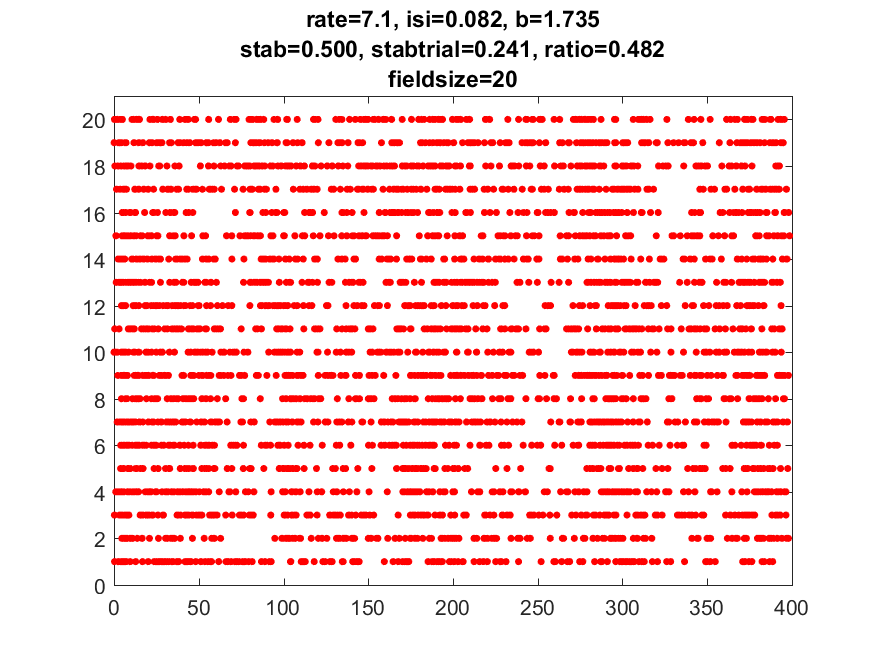 rate=7.1, isi=0.082, b=1.735
stab=0.500, stabtrial=0.241, ratio=0.482
fieldsize=20
20
18
16
14
12
10
8
6
4
2
0
0 50 100 150 200 250 300 350 400